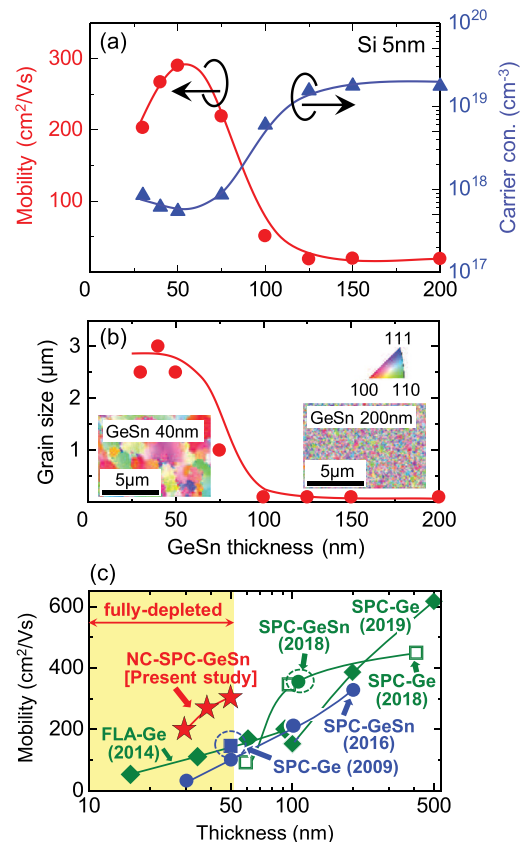 (a)
Si 5nm
Mobility (cm²/Vs)
300
200
100
Carrier con. (cm⁻³)
10²⁰
10¹⁹
10¹⁸
10¹⁷
0 50 100 150 200
(b)
Grain size (µm)
3
2
1
111
100 110
GeSn 40nm
5µm
GeSn 200nm
5µm
0 50 100 150 200
GeSn thickness (nm)
(c)
Mobility (cm²/Vs)
600
400
200
0
fully-depleted
NC-SPC-GeSn
[Present study]
FLA-Ge
(2014)
SPC-GeSn
(2018)
SPC-Ge
(2019)
SPC-Ge
(2018)
SPC-GeSn
(2016)
SPC-Ge (2009)
10 50 100 500
Thickness (nm)